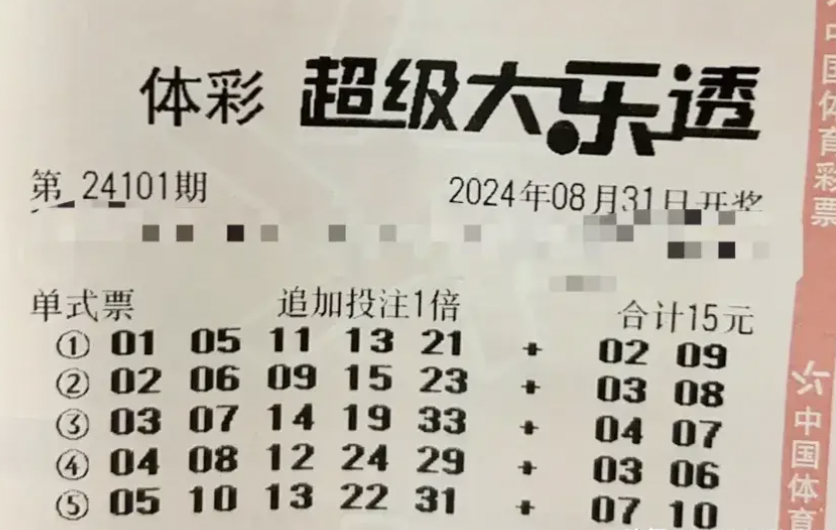 体彩 超级大乐透
第 24101期 2024年08月31日开奖
单式票 追加投注1倍 合计15元
① 01 05 11 13 21 + 02 09
② 02 06 09 15 23 + 03 08
③ 03 07 14 19 33 + 04 07
④ 04 08 12 24 29 + 03 06
⑤ 05 10 13 22 31 + 07 10
中国体育彩票
中国体育